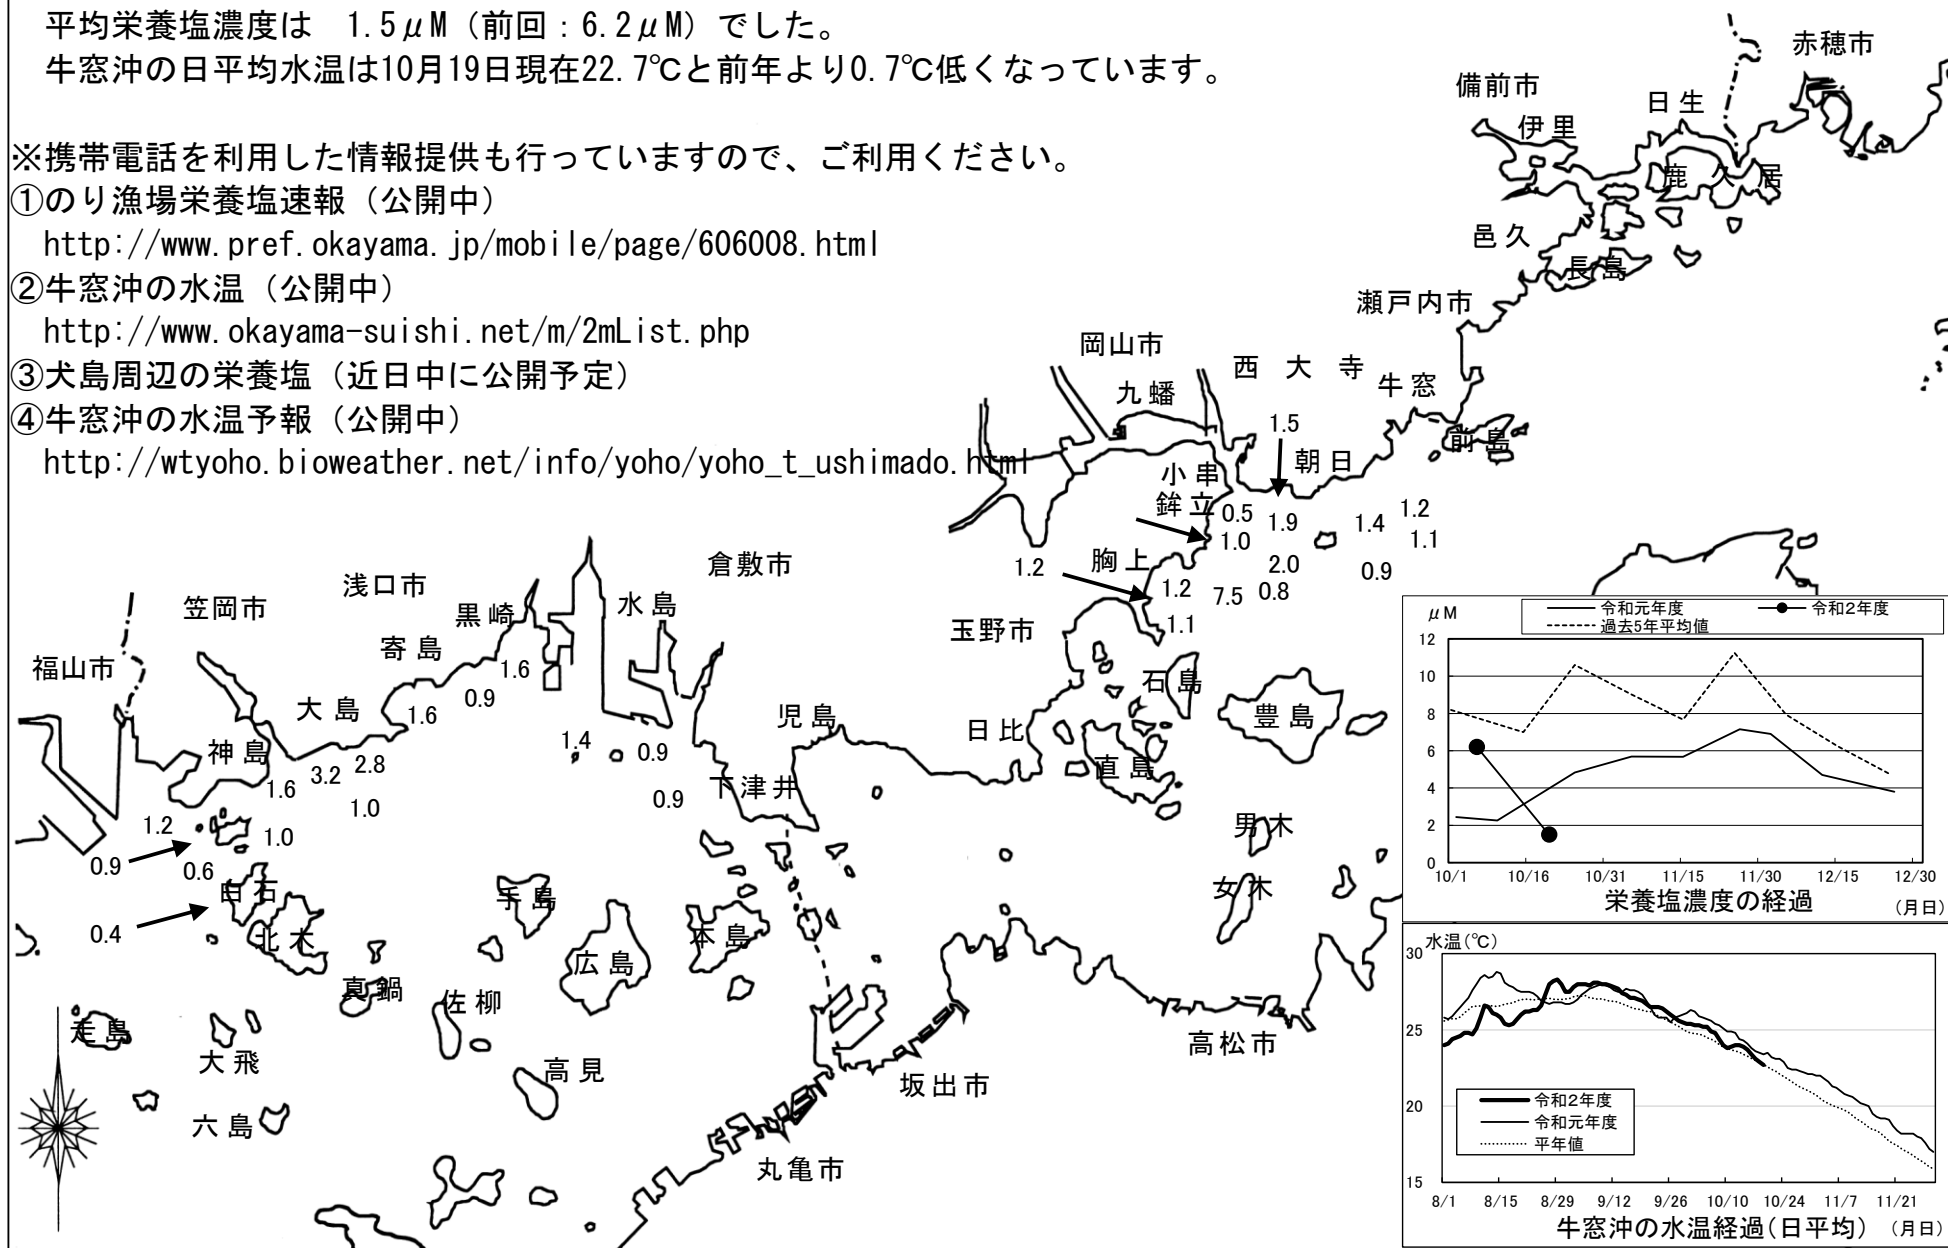 平均栄養塩濃度は　1.5μM（前回：6.2μM）でした。
牛窓沖の日平均水温は10月19日現在22.7℃と前年より0.7℃低くなっています。
※携帯電話を利用した情報提供も行っていますので、ご利用ください。
①のり漁場栄養塩速報（公開中）
http://www.pref.okayama.jp/mobile/page/606008.html
②牛窓沖の水温（公開中）
http://www.okayama-suishi.net/m/2mList.php
③犬島周辺の栄養塩（近日中に公開予定）
④牛窓沖の水温予報（公開中）
http://wtyoho.bioweather.net/info/yoho/yoho_t_ushimado.html
赤穂市
備前市
日生
伊里
鹿久居
邑久
長島
瀬戸内市
岡山市
西大寺
九蟠
牛窓
前島
1.5
朝日
小串
鉾立
0.5
1.9
1.4
1.2
1.0
1.1
胸上
1.2
2.0
0.9
1.2
7.5
0.8
1.1
倉敷市
浅口市
笠岡市
黒崎
水島
玉野市
寄島
福山市
1.6
石島
0.9
大島
1.6
児島
日比
豊島
神島
1.4
0.9
2.8
3.2
直島
1.6
下津井
0.9
1.0
1.2
男木
1.0
0.9
0.6
白石
手島
女木
0.4
北木
本島
広島
真鍋
佐柳
走島
大飛
高見
高松市
坂出市
六島
丸亀市
μM
令和元年度
令和2年度
過去5年平均値
12
10
8
6
4
2
0
10/1 10/16 10/31 11/15 11/30 12/15 12/30
栄養塩濃度の経過
（月日）
水温（℃）
30
25
20
15
令和2年度
令和元年度
平年値
8/1 8/15 8/29 9/12 9/26 10/10 10/24 11/7 11/21
牛窓沖の水温経過（日平均）
（月日）